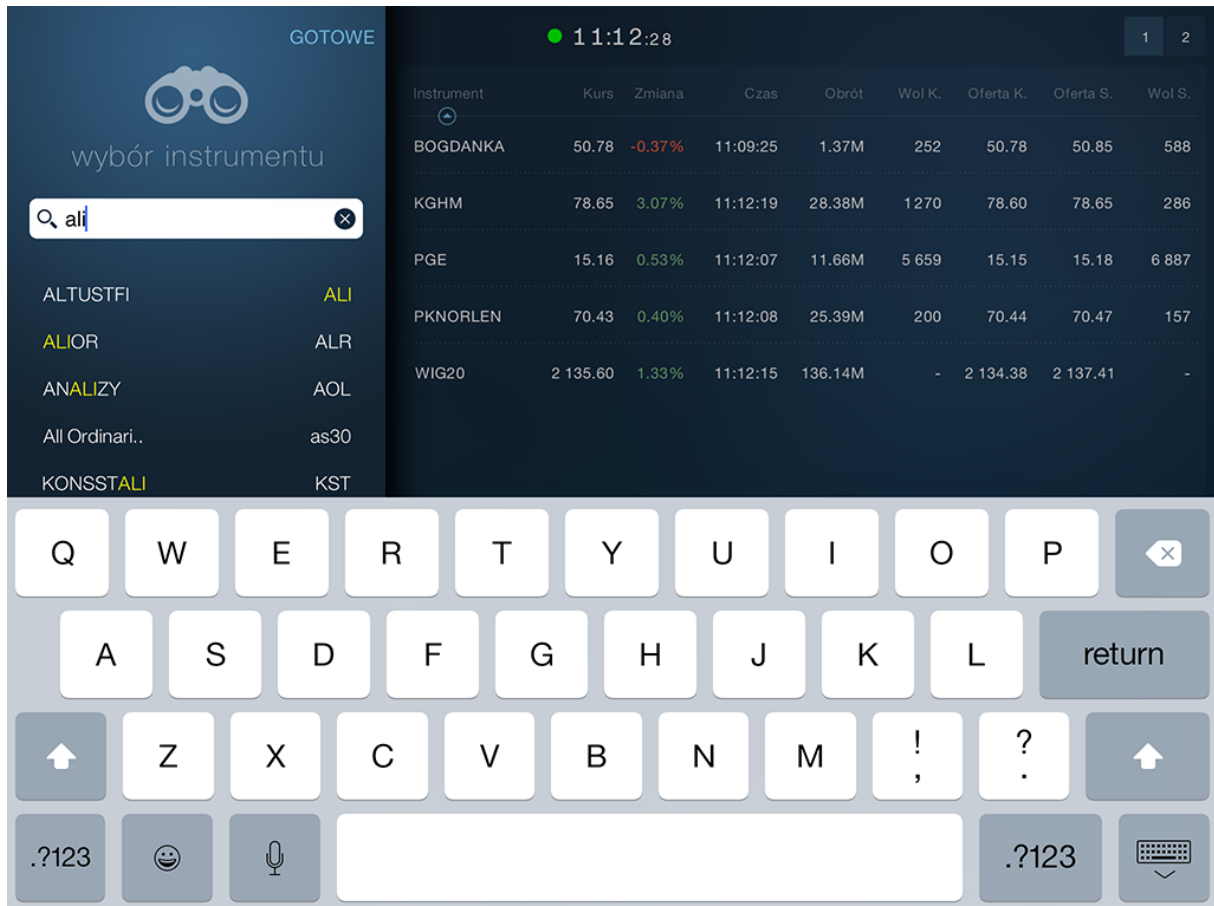 GOTOWE
wybór instrumentu
ali
ALTUSTFI ALI
ALIOR ALR
ANALIZY AOL
All Ordinari.. as30
KONSSTALI KST
11:12:28
1 2
Instrument Kurs Zmiana Czas Obrót Wol K. Oferta K. Oferta S. Wol S.
BOGDANKA 50.78 -0.37% 11:09:25 1.37M 252 50.78 50.85 588
KGHM 78.65 3.07% 11:12:19 28.38M 1270 78.60 78.65 286
PGE 15.16 0.53% 11:12:07 11.66M 5 659 15.15 15.18 6 887
PKNORLEN 70.43 0.40% 11:12:08 25.39M 200 70.44 70.47 157
WIG20 2 135.60 1.33% 11:12:15 136.14M - 2 134.38 2 137.41 -
Q W E R T Y U I O P
A S D F G H J K L return
Z X C V B N M ! , ? .
.?123 .?123